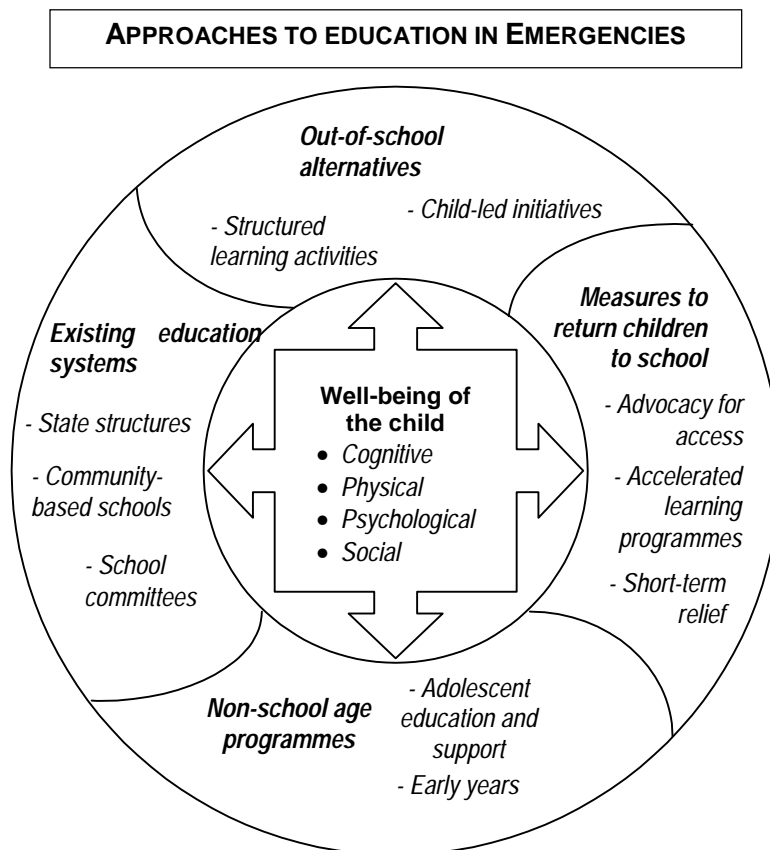 APPROACHES TO EDUCATION IN EMERGENCIES
Out-of-school
alternatives
- Structured
learning activities
- Child-led initiatives
Existing education
systems
- State structures
- Community-
based schools
- School
committees
Well-being of
the child
• Cognitive
• Physical
• Psychological
• Social
Measures to
return children
to school
- Advocacy for
access
- Accelerated
learning
programmes
- Short-term
relief
Non-school age
programmes
- Adolescent
education and
support
- Early years